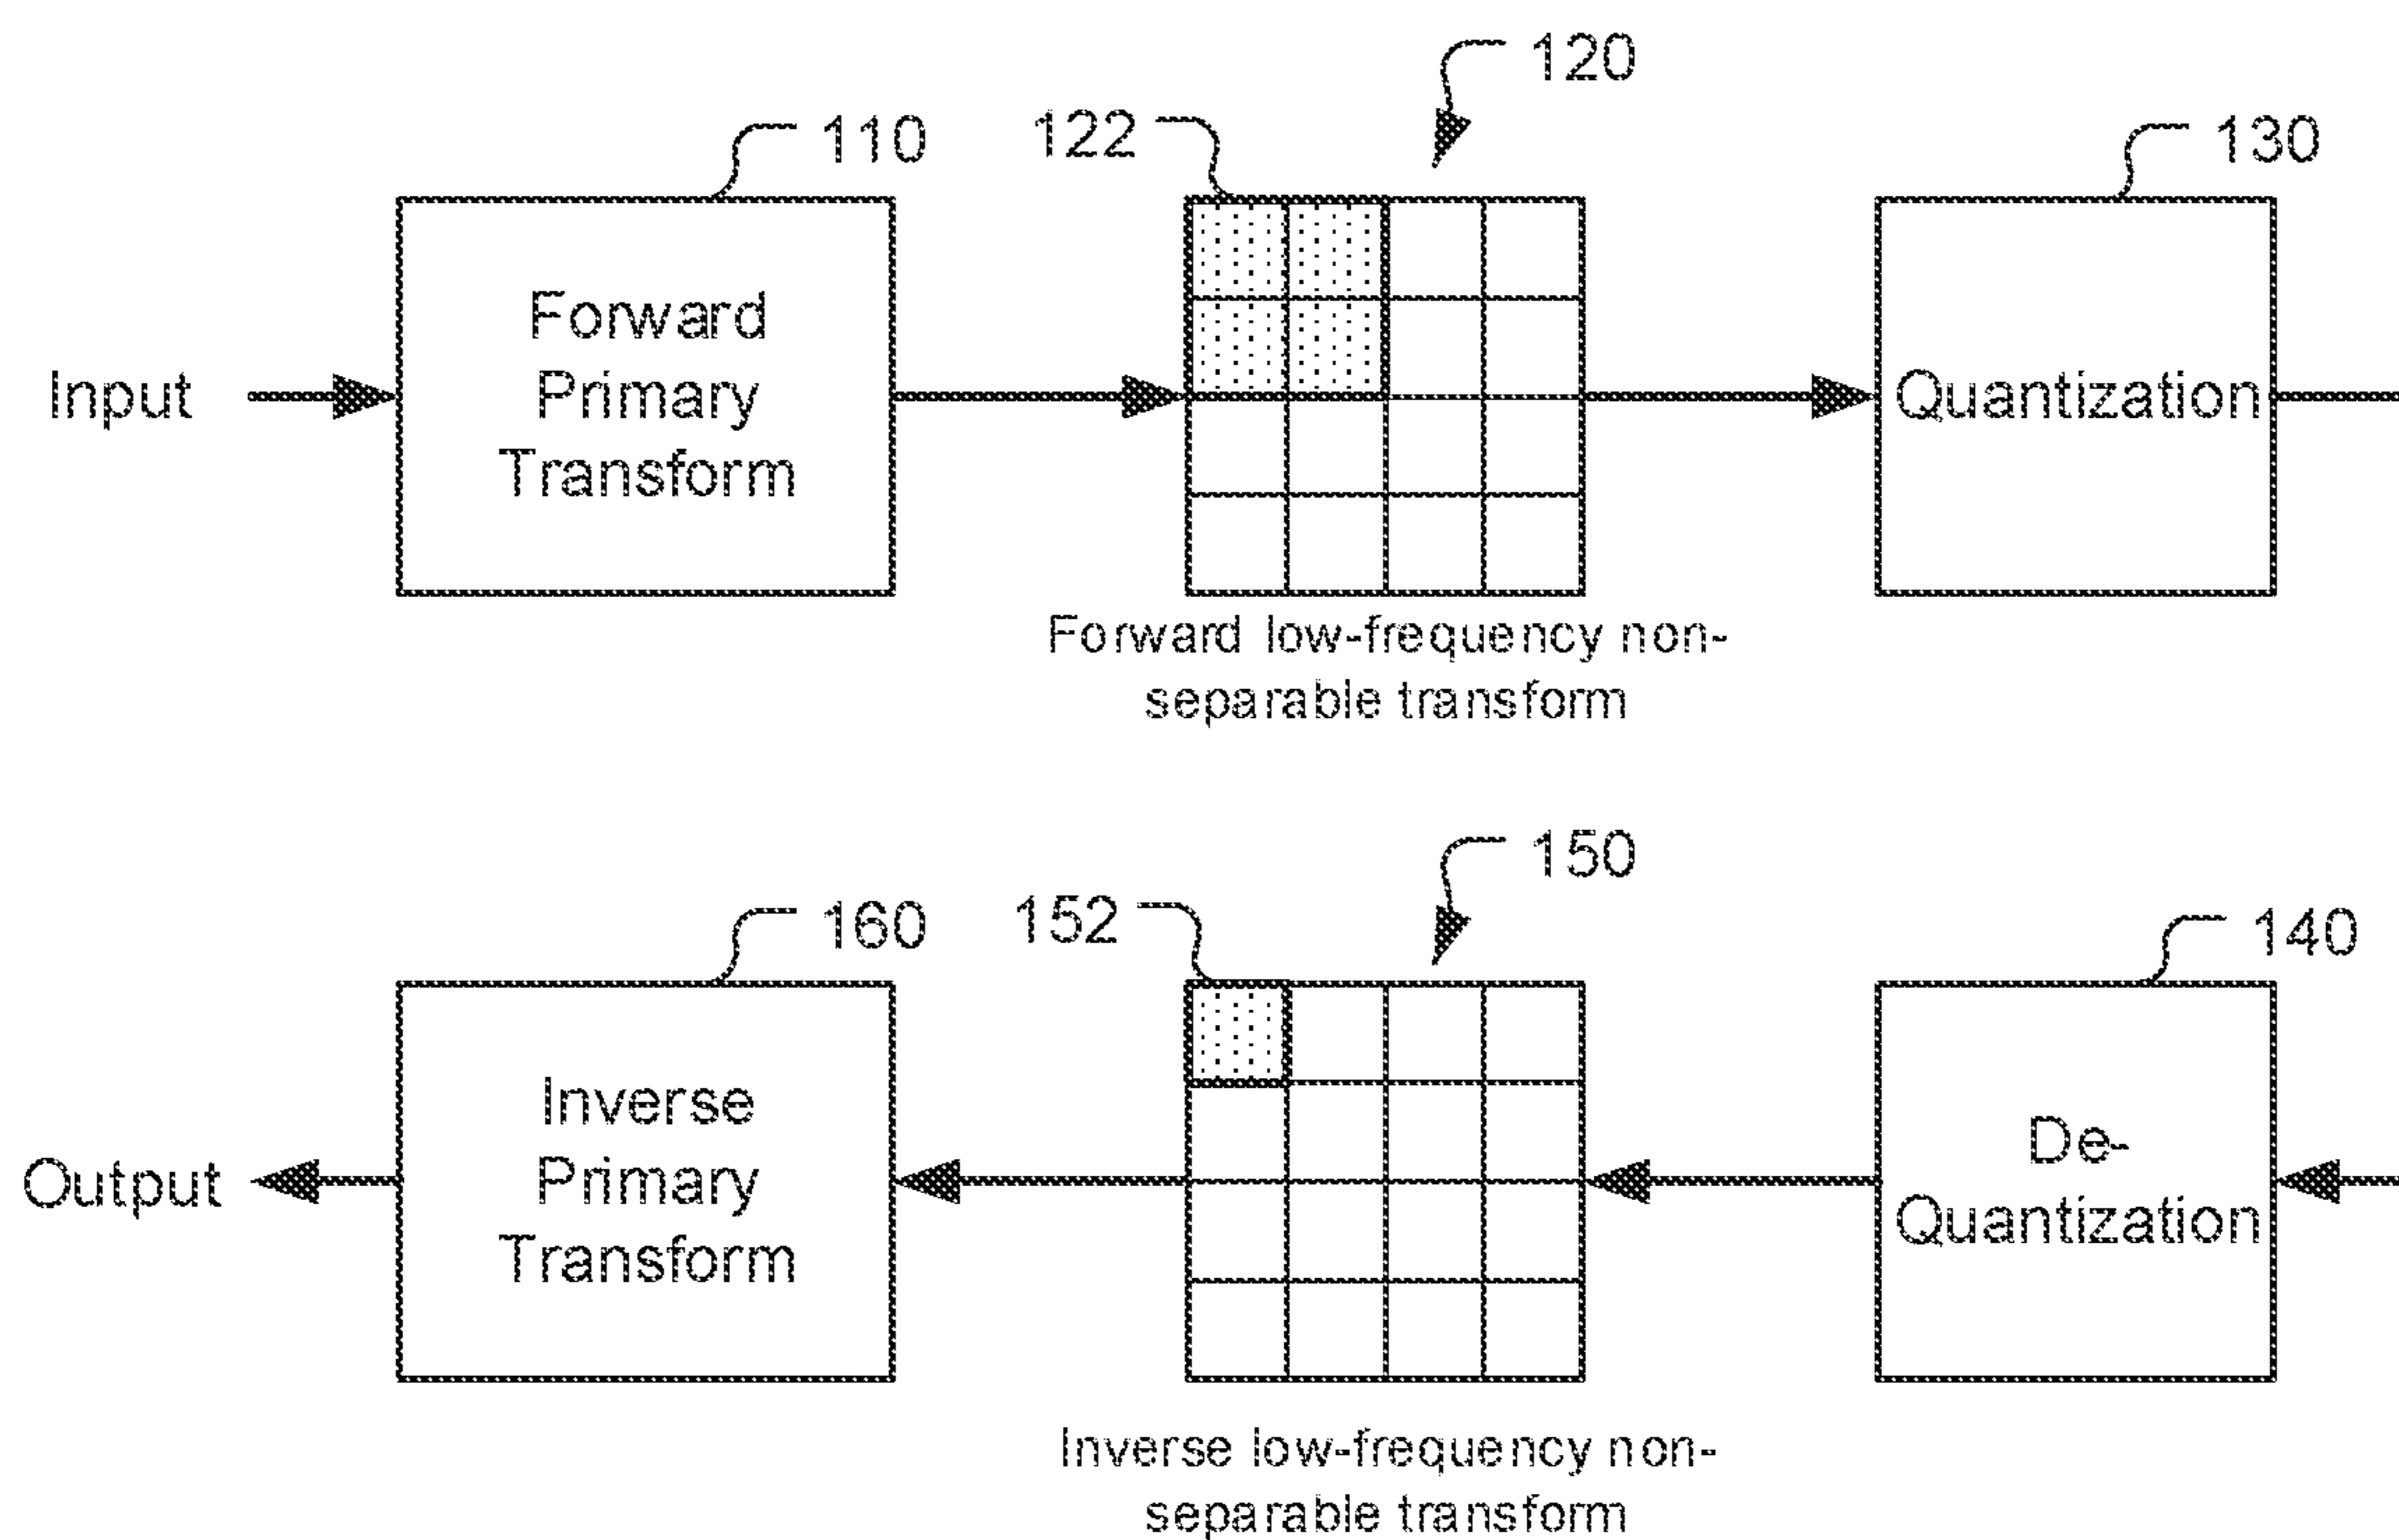 120
110
122
130
Input
Forward
Primary
Transform
Quantization
Forward low-frequency non-
separable transform
150
160
152
140
Output
Inverse
Primary
Transform
De-
Quantization
Inverse low-frequency non-
separable transform